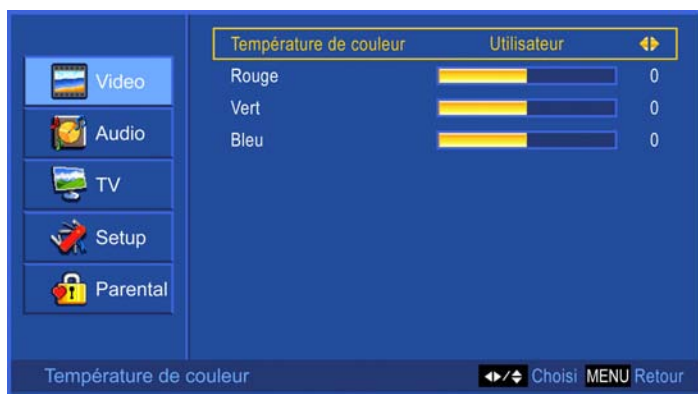 Température de couleur Utilisateur
Video
Rouge 0
Vert 0
Audio
Bleu 0
TV
Setup
Parental
Température de couleur Choisi MENU Retour